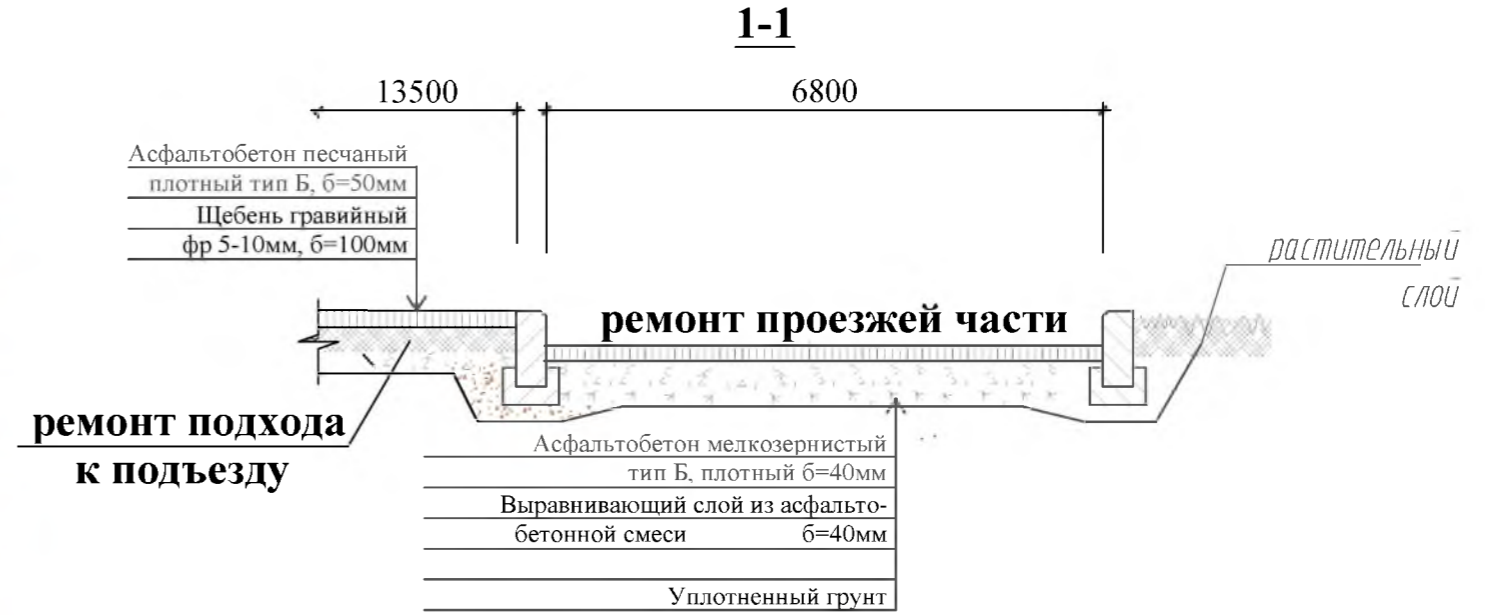 1-1
13500
6800
Асфальтобетон песчаный
плотный тип Б, б=50мм
Щебень гравийный
фр 5-10мм, б=100мм
растительный
слой
ремонт проезжей части
ремонт подхода
к подъезду
Асфальтобетон мелкозернистый
тип Б, плотный б=40мм
Выравнивающий слой из асфальто-
бетонной смеси б=40мм
Уплотненный грунт